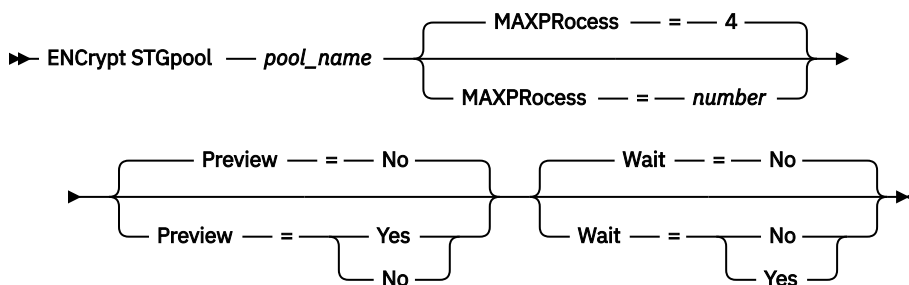 MAXPRocess = 4
ENCrypt STGpool pool_name
MAXPRocess = number
Preview = No
Wait = No
Preview = Yes
No
Wait = No
Yes